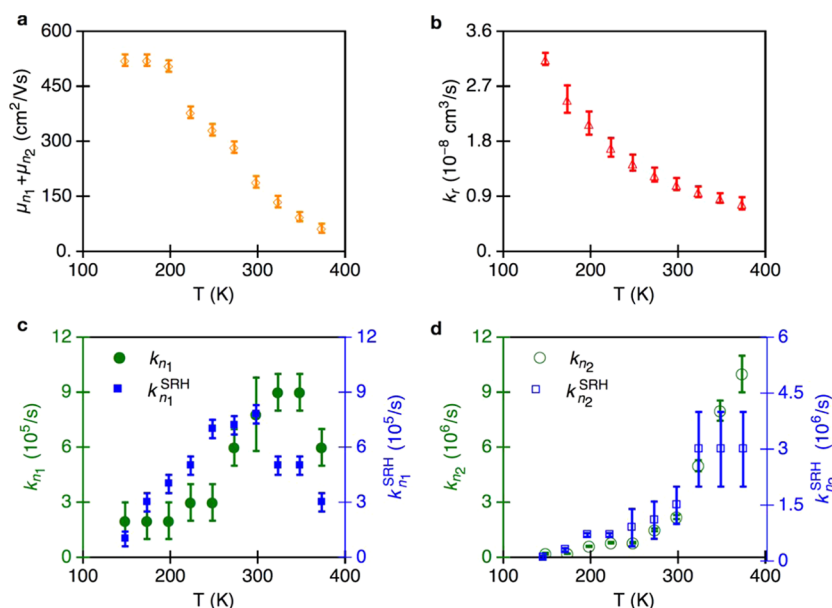 a
600
450
300
150
0.
μn1+μn2 (cm2/Vs)
100 200 300 400
T (K)
b
3.6
2.7
1.8
0.9
0.
kr (10−8 cm3/s)
100 200 300 400
T (K)
c
12
9
6
3
0
kn1 (105/s)
kn1
kn1SRH
12
9
6
3
0
kn1SRH (105/s)
100 200 300 400
T (K)
d
12
9
6
3
0
kn2 (106/s)
kn2
kn2SRH
6
4.5
3
1.5
0
kn2SRH (106/s)
100 200 300 400
T (K)